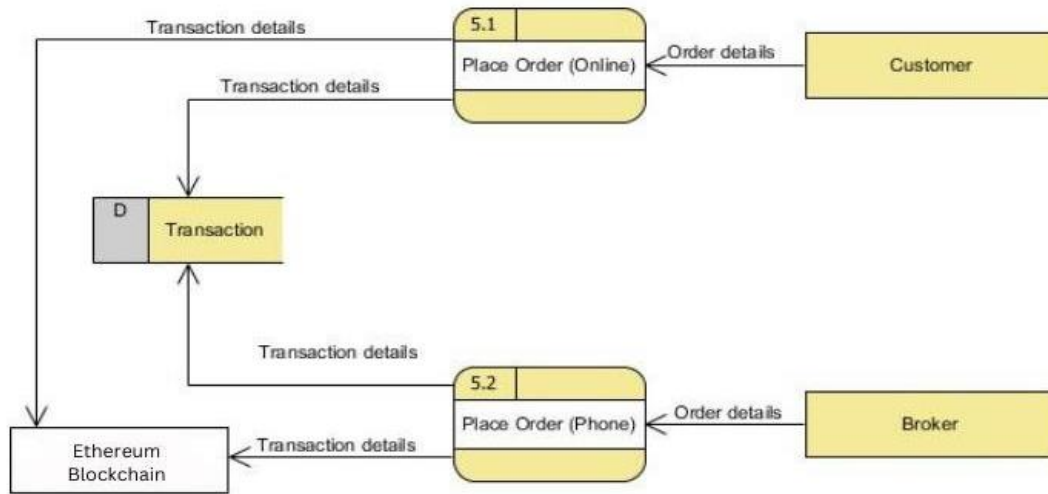 Transaction details
5.1
Place Order (Online)
Order details
Customer
Transaction details
D
Transaction
Transaction details
5.2
Place Order (Phone)
Order details
Broker
Transaction details
Ethereum
Blockchain